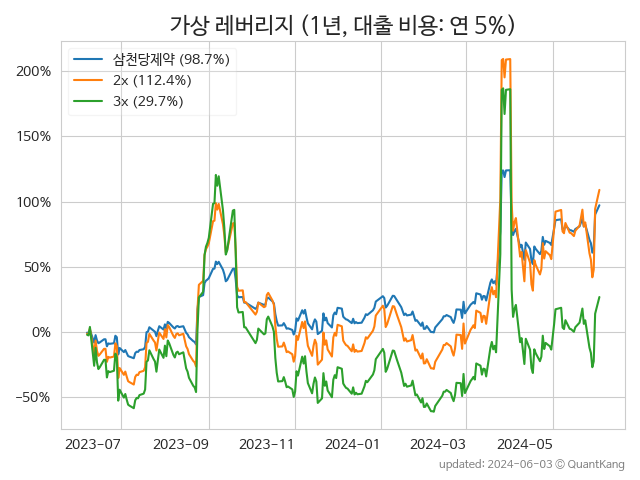 가상 레버리지 (1년, 대출 비용: 연 5%)
삼천당제약 (98.7%)
2x (112.4%)
3x (29.7%)
200%
150%
100%
50%
0%
−50%
2023-07
2023-09
2023-11
2024-01
2024-03
2024-05
updated: 2024-06-03 © QuantKang